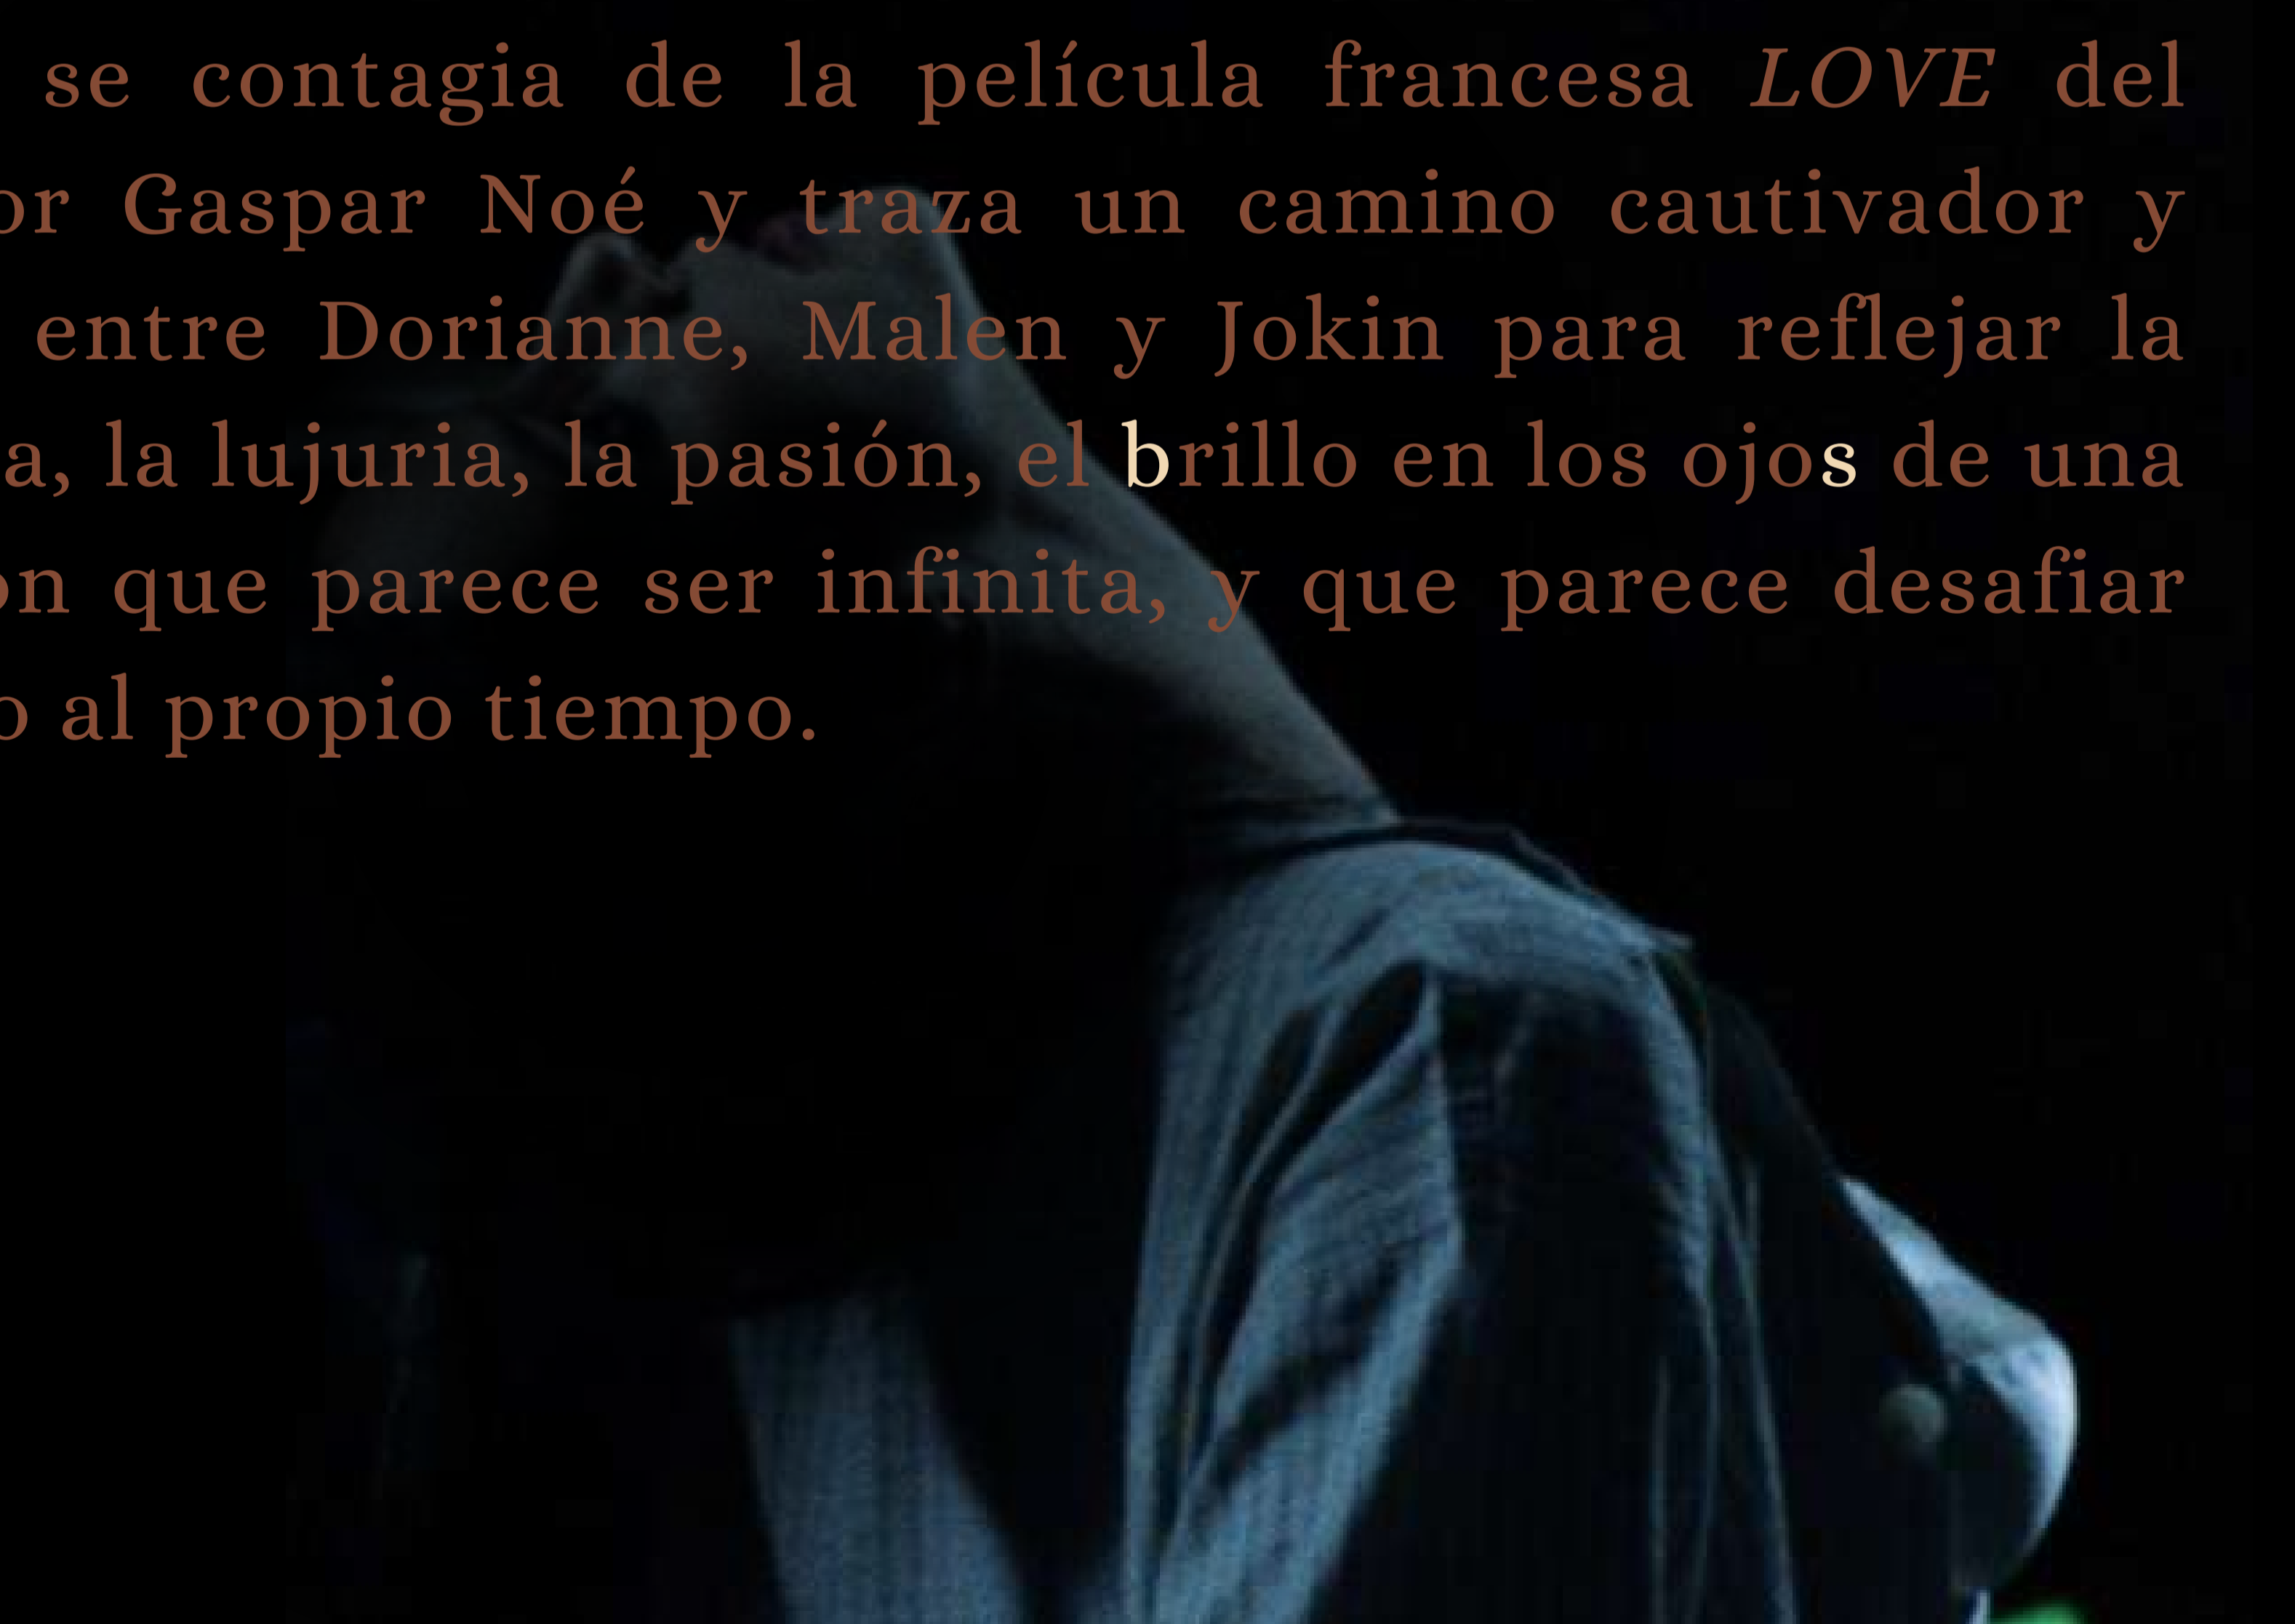 se contagia de la película francesa LOVE del
or Gaspar Noé y traza un camino cautivador y
entre Dorianne, Malen y Jokin para reflejar la
a, la lujuria, la pasión, el brillo en los ojos de una
ón que parece ser infinita, y que parece desafiar
o al propio tiempo.